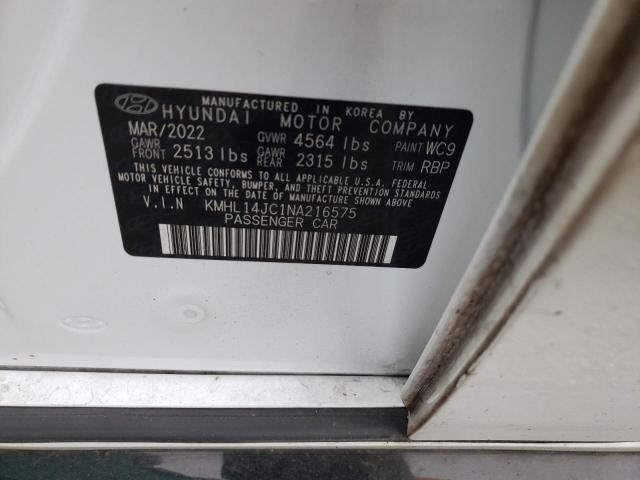 MANUFACTURED IN KOREA BY
HYUNDAI MOTOR COMPANY
MAR/2022 GVWR 4564 lbs PAINT WC9
GAWR FRONT 2513 lbs GAWR REAR 2315 lbs TRIM RBP
THIS VEHICLE CONFORMS TO ALL APPLICABLE U.S.A. FEDERAL
MOTOR VEHICLE SAFETY, BUMPER, AND THEFT PREVENTION STANDARDS
IN EFFECT ON THE DATE OF MANUFACTURE SHOWN ABOVE.
V.I.N KMHL14JC1NA216575
PASSENGER CAR